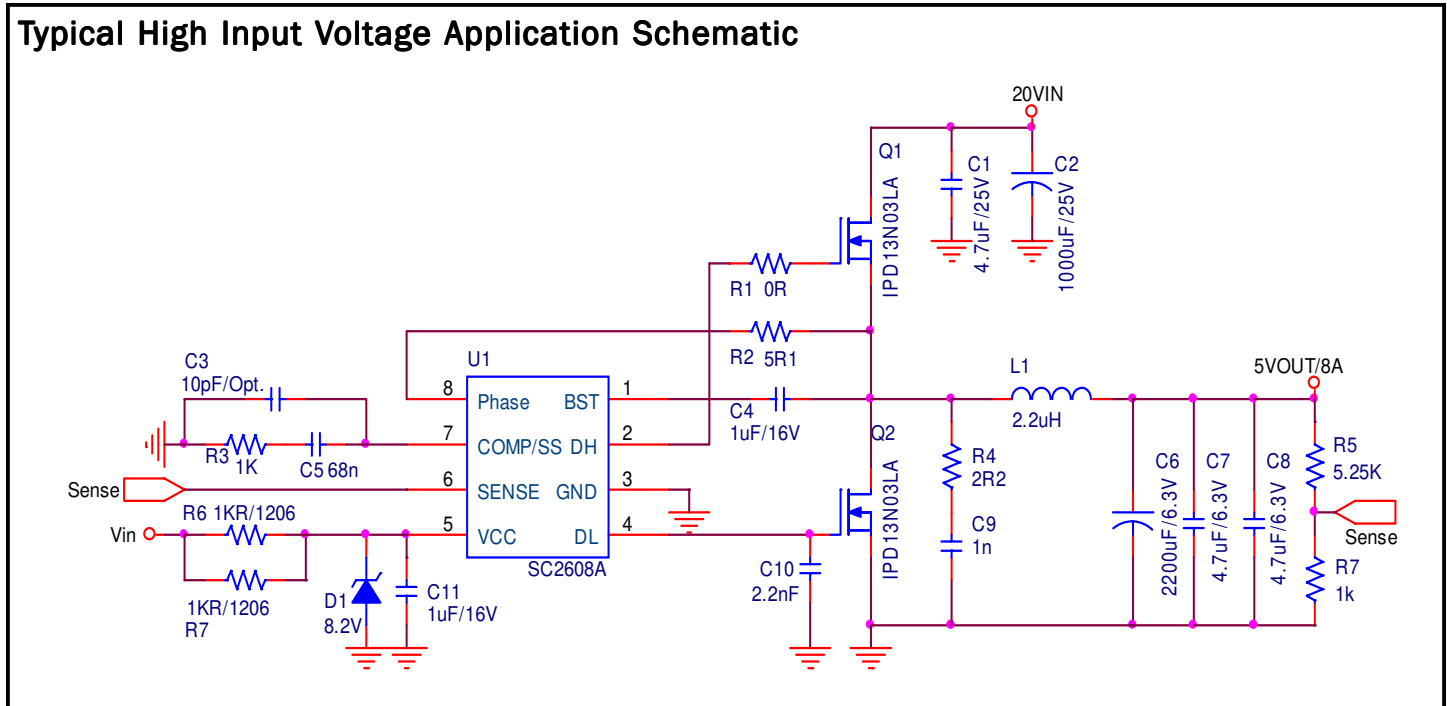 Typical High Input Voltage Application Schematic
20VIN
Q1
IPD13N03LA
C1
4.7uF/25V
C2
1000uF/25V
R1 0R
R2 5R1
C3
10pF/Opt.
U1
8 Phase BST 1
7 COMP/SS DH 2
6 SENSE GND 3
5 VCC DL 4
SC2608A
R3 1K
C5 68n
Sense
R6 1KR/1206
Vin
1KR/1206
R7
D1
8.2V
C11
1uF/16V
C4
1uF/16V
Q2
IPD13N03LA
C10
2.2nF
R4
2R2
C9
1n
L1
2.2uH
5VOUT/8A
C6
2200uF/6.3V
C7
4.7uF/6.3V
C8
4.7uF/6.3V
R5
5.25K
Sense
R7
1k